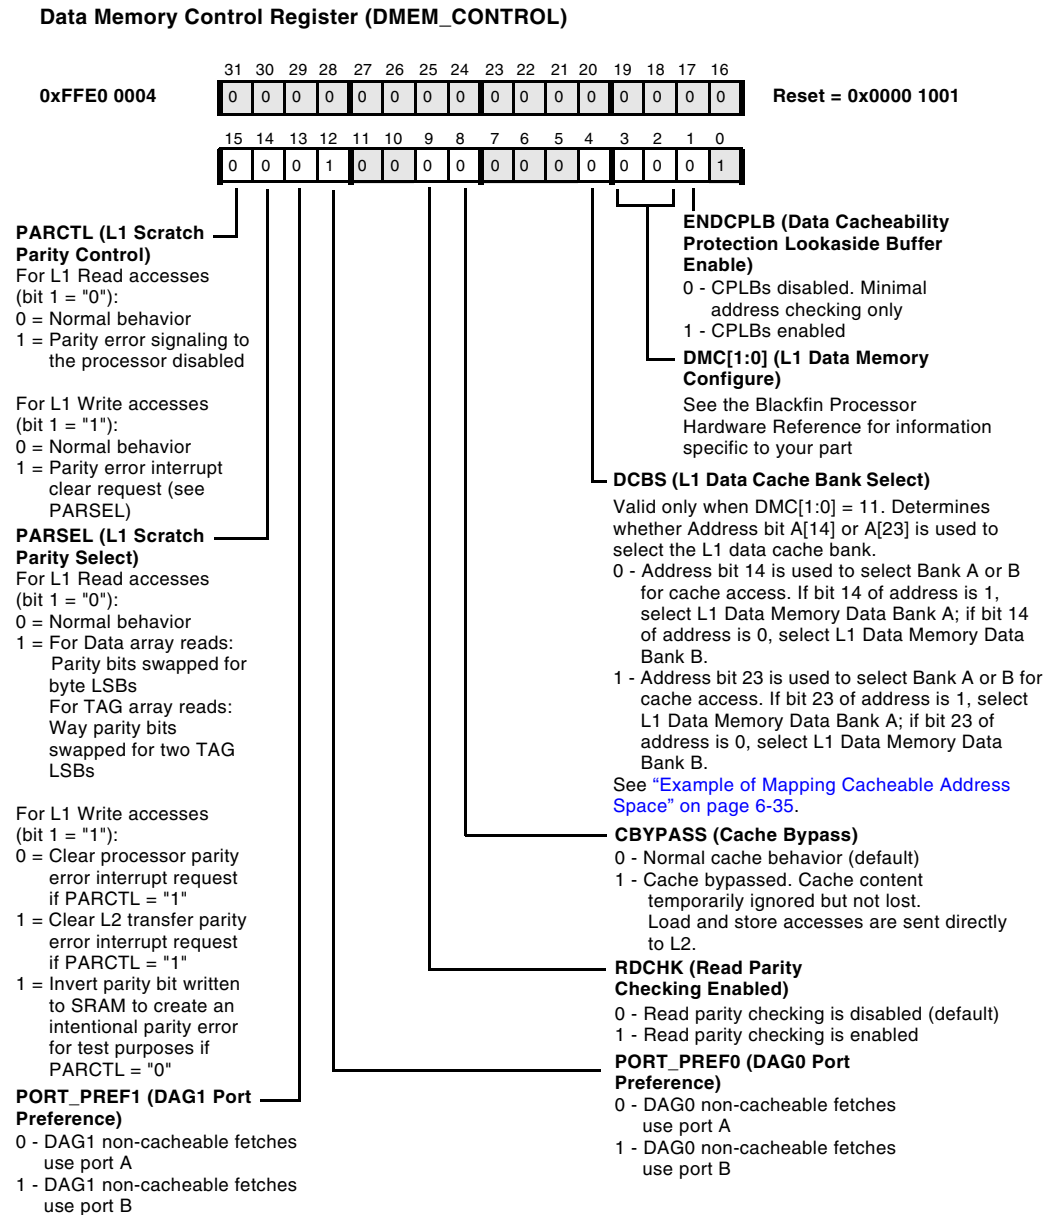 Data Memory Control Register (DMEM_CONTROL)
31 30 29 28 27 26 25 24 23 22 21 20 19 18 17 16
0xFFE0 0004
0 0 0 0 0 0 0 0 0 0 0 0 0 0 0 0
Reset = 0x0000 1001
15 14 13 12 11 10 9 8 7 6 5 4 3 2 1 0
0 0 0 1 0 0 0 0 0 0 0 0 0 0 0 1
PARCTL (L1 Scratch
Parity Control)
For L1 Read accesses
(bit 1 = "0"):
0 = Normal behavior
1 = Parity error signaling to
the processor disabled
For L1 Write accesses
(bit 1 = "1"):
0 = Normal behavior
1 = Parity error interrupt
clear request (see
PARSEL)
PARSEL (L1 Scratch
Parity Select)
For L1 Read accesses
(bit 1 = "0"):
0 = Normal behavior
1 = For Data array reads:
Parity bits swapped for
byte LSBs
For TAG array reads:
Way parity bits
swapped for two TAG
LSBs
For L1 Write accesses
(bit 1 = "1"):
0 = Clear processor parity
error interrupt request
if PARCTL = "1"
1 = Clear L2 transfer parity
error interrupt request
if PARCTL = "1"
1 = Invert parity bit written
to SRAM to create an
intentional parity error
for test purposes if
PARCTL = "0"
PORT_PREF1 (DAG1 Port
Preference)
0 - DAG1 non-cacheable fetches
use port A
1 - DAG1 non-cacheable fetches
use port B
ENDCPLB (Data Cacheability
Protection Lookaside Buffer
Enable)
0 - CPLBs disabled. Minimal
address checking only
1 - CPLBs enabled
DMC[1:0] (L1 Data Memory
Configure)
See the Blackfin Processor
Hardware Reference for information
specific to your part
DCBS (L1 Data Cache Bank Select)
Valid only when DMC[1:0] = 11. Determines
whether Address bit A[14] or A[23] is used to
select the L1 data cache bank.
0 - Address bit 14 is used to select Bank A or B
for cache access. If bit 14 of address is 1,
select L1 Data Memory Data Bank A; if bit 14
of address is 0, select L1 Data Memory Data
Bank B.
1 - Address bit 23 is used to select Bank A or B for
cache access. If bit 23 of address is 1, select
L1 Data Memory Data Bank A; if bit 23 of
address is 0, select L1 Data Memory Data
Bank B.
See “Example of Mapping Cacheable Address
Space” on page 6-35.
CBYPASS (Cache Bypass)
0 - Normal cache behavior (default)
1 - Cache bypassed. Cache content
temporarily ignored but not lost.
Load and store accesses are sent directly
to L2.
RDCHK (Read Parity
Checking Enabled)
0 - Read parity checking is disabled (default)
1 - Read parity checking is enabled
PORT_PREF0 (DAG0 Port
Preference)
0 - DAG0 non-cacheable fetches
use port A
1 - DAG0 non-cacheable fetches
use port B